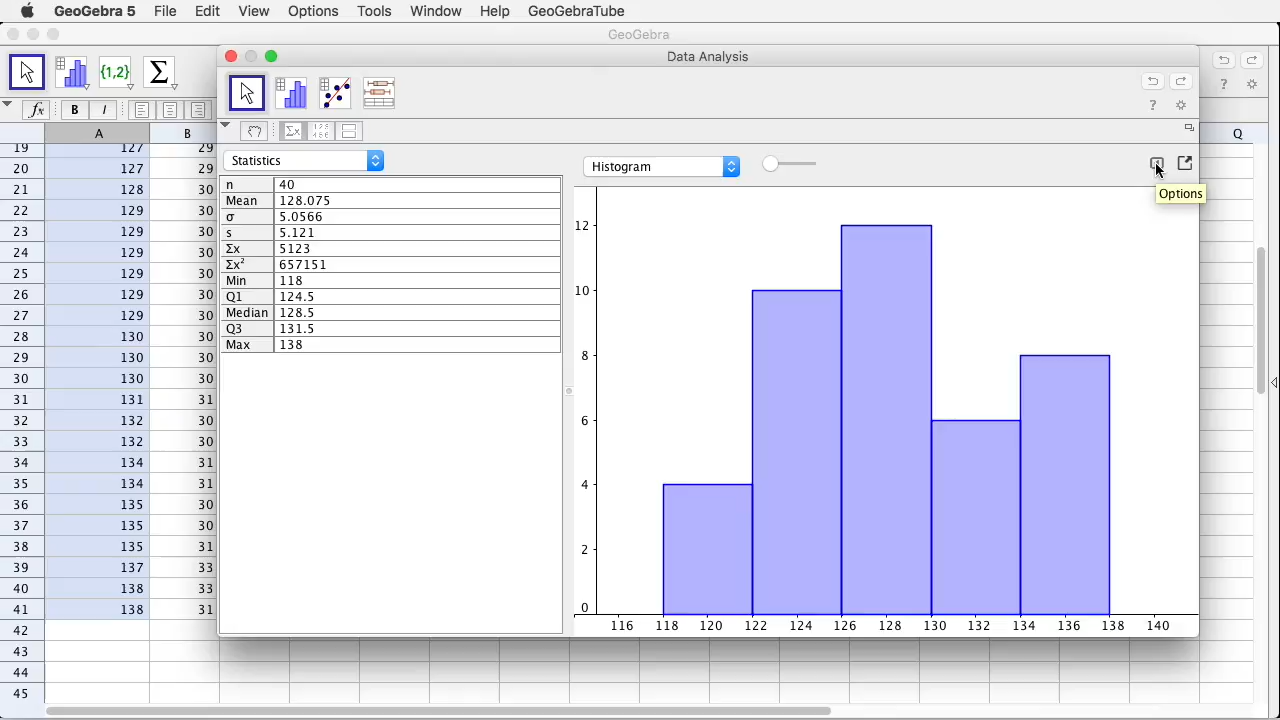 GeoGebra 5 File Edit View Options Tools Window Help GeoGebraTube
GeoGebra
Data Analysis
{1,2} Σ
?
?
fx B I Σx 123 456
A B Q
Statistics Histogram
Options
19 127 29
20 127 29
21 128 30
22 129 30
23 129 30
24 129 30
25 129 30
26 129 30
27 129 30
28 130 30
29 130 30
30 130 30
31 131 31
32 132 30
33 132 30
34 134 31
35 134 31
36 135 30
37 135 30
38 135 31
39 137 33
40 138 33
41 138 31
42
43
44
45
n 40
Mean 128.075
σ 5.0566
s 5.121
Σx 5123
Σx² 657151
Min 118
Q1 124.5
Median 128.5
Q3 131.5
Max 138
12
10
8
6
4
2
0
116 118 120 122 124 126 128 130 132 134 136 138 140